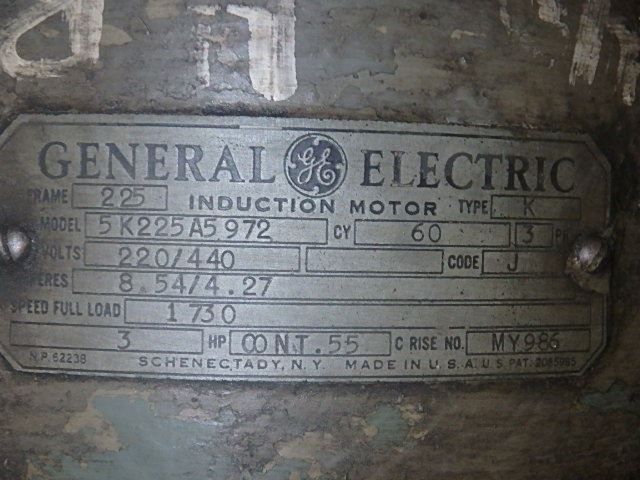 GENERAL GE ELECTRIC
FRAME 225 INDUCTION MOTOR TYPE K
MODEL 5K225A5972 CY 60 3 PH
VOLTS 220/440 CODE J
PERES 8.54/4.27
SPEED FULL LOAD 1730
3 HP CONT. 55 C RISE NO. MY986
N.P. 62238 SCHENECTADY, N.Y. MADE IN U.S.A. U S PAT. 2085985